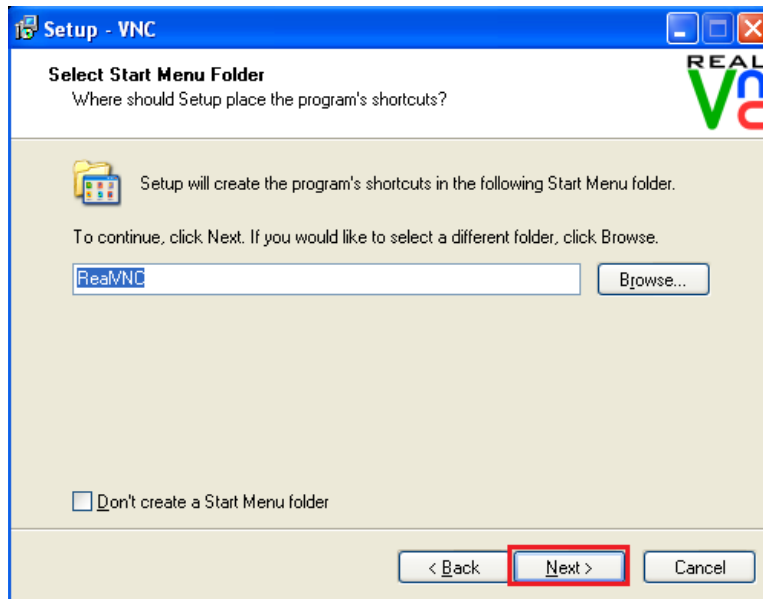 Setup - VNC
Select Start Menu Folder
Where should Setup place the program's shortcuts?
REAL
VNC
Setup will create the program's shortcuts in the following Start Menu folder.
To continue, click Next. If you would like to select a different folder, click Browse.
RealVNC
Browse...
Don't create a Start Menu folder
< Back
Next >
Cancel